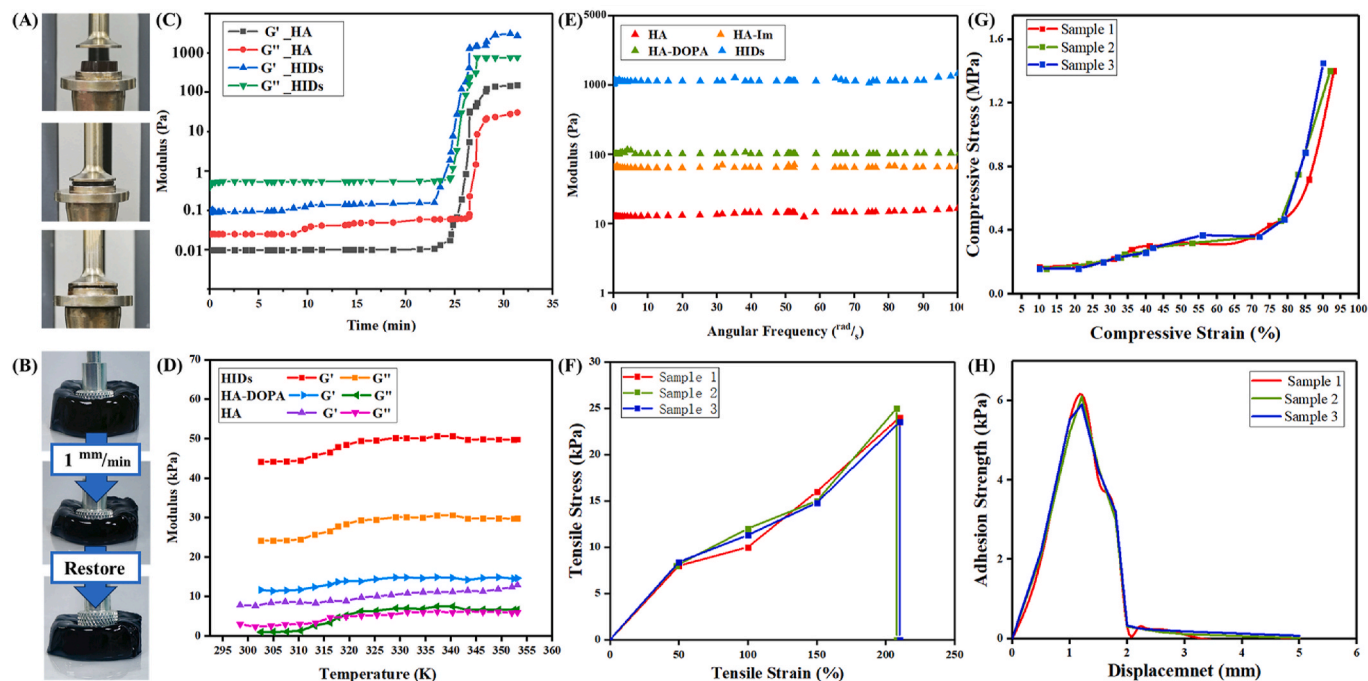 (A)
(C)
G' _HA
G'' _HA
G' _HIDs
G'' _HIDs
Modulus (Pa)
1000
100
10
1
0.1
0.01
0 5 10 15 20 25 30 35
Time (min)
(E)
5000
1000
100
10
1
HA HA-Im
HA-DOPA HIDs
Modulus (Pa)
0 10 20 30 40 50 60 70 80 90 100
Angular Frequency (rad/s)
(G)
Sample 1
Sample 2
Sample 3
Compressive Stress (MPa)
1.6
1.2
0.8
0.4
0.0
5 10 15 20 25 30 35 40 45 50 55 60 65 70 75 80 85 90 95 100
Compressive Strain (%)
(B)
1 mm/min
Restore
(D)
HIDs G' G''
HA-DOPA G' G''
HA G' G''
Modulus (kPa)
70
60
50
40
30
20
10
0
295 300 305 310 315 320 325 330 335 340 345 350 355 360
Temperature (K)
(F)
Sample 1
Sample 2
Sample 3
Tensile Stress (kPa)
30
25
20
15
10
5
0
0 50 100 150 200 250
Tensile Strain (%)
(H)
Sample 1
Sample 2
Sample 3
Adhesion Strength (kPa)
6
4
2
0
0 1 2 3 4 5 6
Displacemnet (mm)